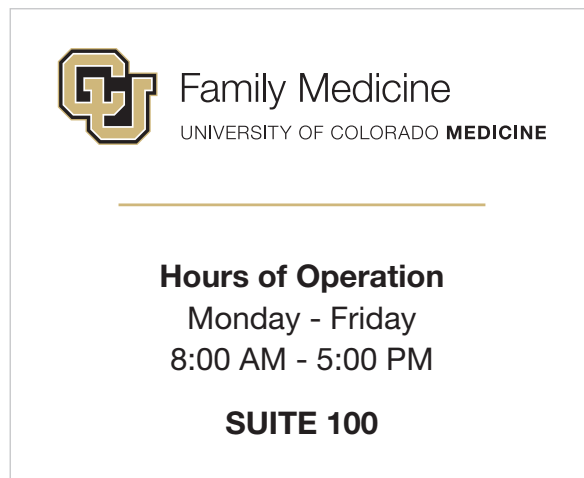 CU
Family Medicine
UNIVERSITY OF COLORADO MEDICINE
Hours of Operation
Monday - Friday
8:00 AM - 5:00 PM
SUITE 100